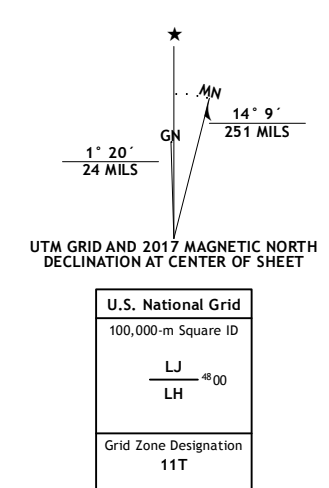 ★
MN
GN
14° 9´
251 MILS
1° 20´
24 MILS
UTM GRID AND 2017 MAGNETIC NORTH
DECLINATION AT CENTER OF SHEET
U.S. National Grid
100,000-m Square ID
LJ
4800
LH
Grid Zone Designation
11T